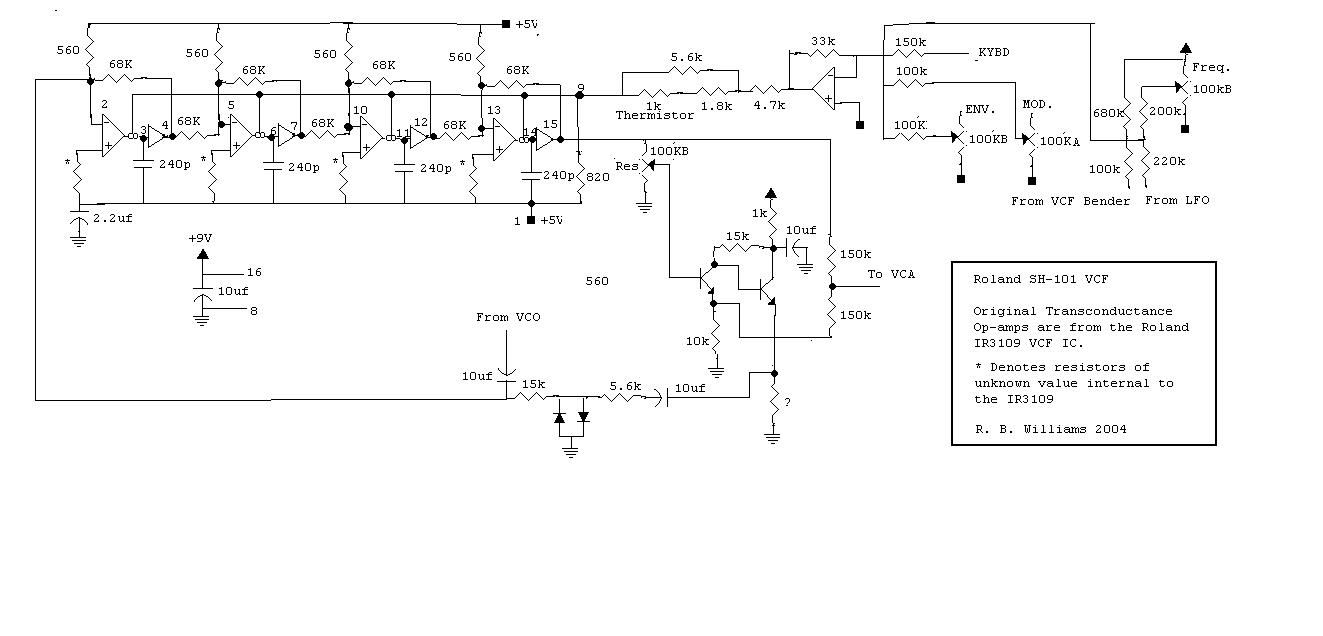 +5V
560
560
560
560
33k
150k
KYBD
5.6k
68K
68K
68K
68K
100k
Freq.
100kB
9
2
5
10
13
1k
1.8k
4.7k
Thermistor
ENV.
MOD.
680k
200k
3
4
68K
6
7
68K
11
12
68K
14
15
100K
100KB
100KA
*
240p
*
240p
*
240p
*
240p
820
100KB
Res
100k
220k
From VCF Bender
From LFO
2.2uf
1
+5V
1k
10uf
+9V
15k
16
10uf
8
560
150k
To VCA
150k
10k
From VCO
10uf
15k
5.6k
10uf
?
Roland SH-101 VCF
Original Transconductance
Op-amps are from the Roland
IR3109 VCF IC.
* Denotes resistors of
unknown value internal to
the IR3109
R. B. Williams 2004